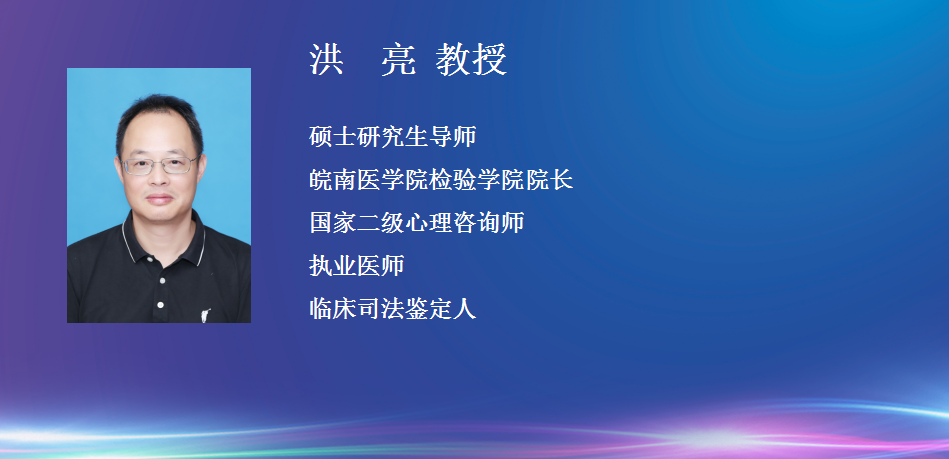 洪 亮 教授
硕士研究生导师
皖南医学院检验学院院长
国家二级心理咨询师
执业医师
临床司法鉴定人